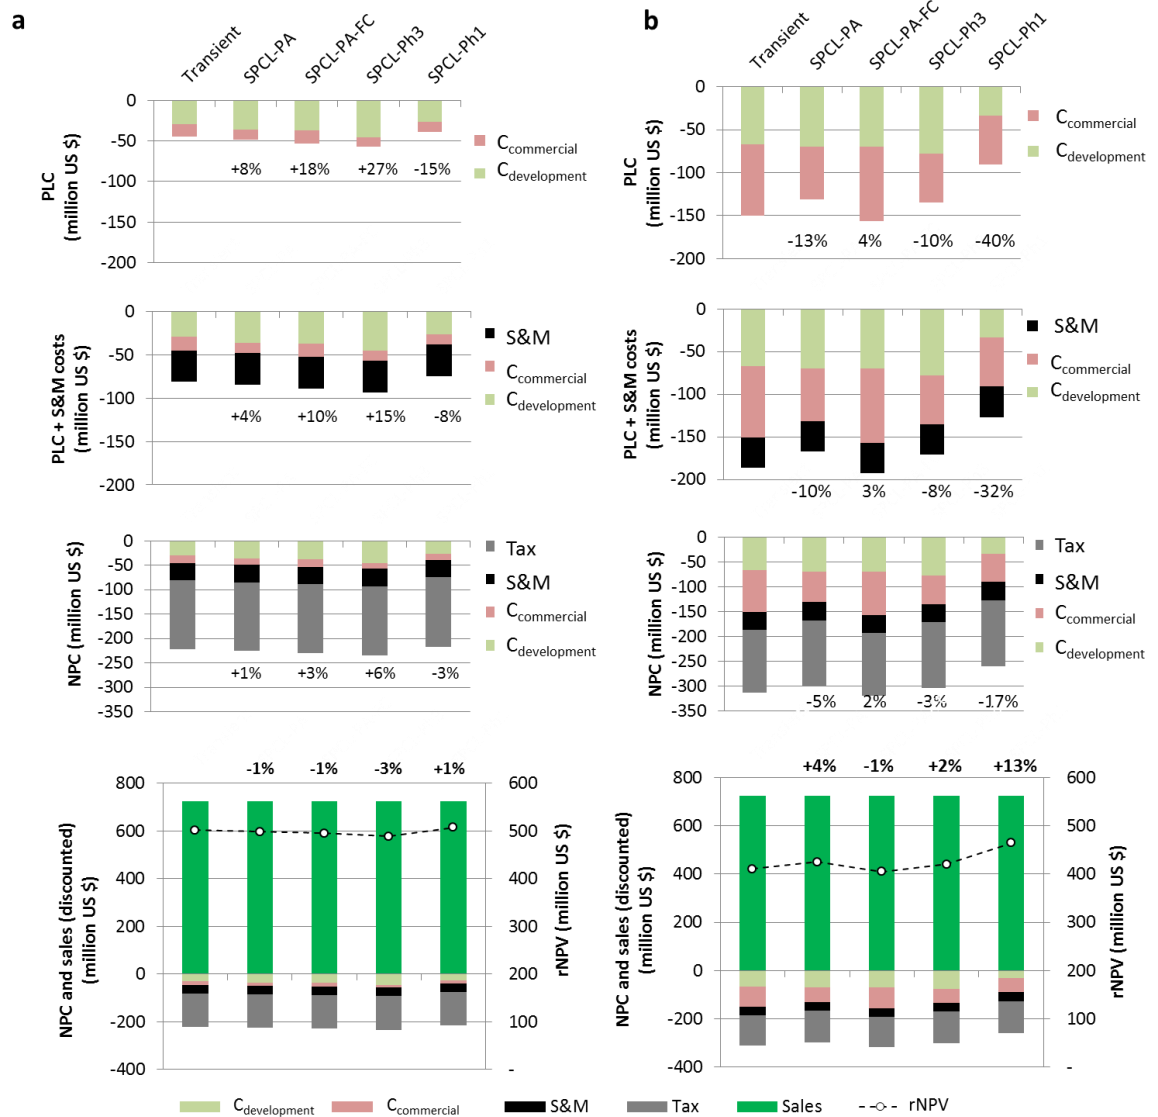 a
Transient
SPCL-PA
SPCL-PA-FC
SPCL-Ph3
SPCL-Ph1
PLC
(million US $)
0
-50
-100
-150
-200
+8%
+18%
+27%
-15%
Ccommercial
Cdevelopment
PLC + S&M costs
(million US $)
0
-50
-100
-150
-200
+4%
+10%
+15%
-8%
S&M
Ccommercial
Cdevelopment
NPC (million US $)
0
-50
-100
-150
-200
-250
-300
-350
+1%
+3%
+6%
-3%
Tax
S&M
Ccommercial
Cdevelopment
-1%
-1%
-3%
+1%
NPC and sales (discounted)
(million US $)
800
600
400
200
0
-200
-400
600
500
400
300
200
100
-
rNPV (million US $)
b
Transient
SPCL-PA
SPCL-PA-FC
SPCL-Ph3
SPCL-Ph1
PLC
(million US $)
0
-50
-100
-150
-200
-13%
4%
-10%
-40%
Ccommercial
Cdevelopment
PLC + S&M costs
(million US $)
0
-50
-100
-150
-200
-10%
3%
-8%
-32%
S&M
Ccommercial
Cdevelopment
NPC (million US $)
0
-50
-100
-150
-200
-250
-300
-350
-5%
2%
-3%
-17%
Tax
S&M
Ccommercial
Cdevelopment
+4%
-1%
+2%
+13%
NPC and sales (discounted)
(million US $)
800
600
400
200
0
-200
-400
600
500
400
300
200
100
-
rNPV (million US $)
Cdevelopment
Ccommercial
S&M
Tax
Sales
rNPV